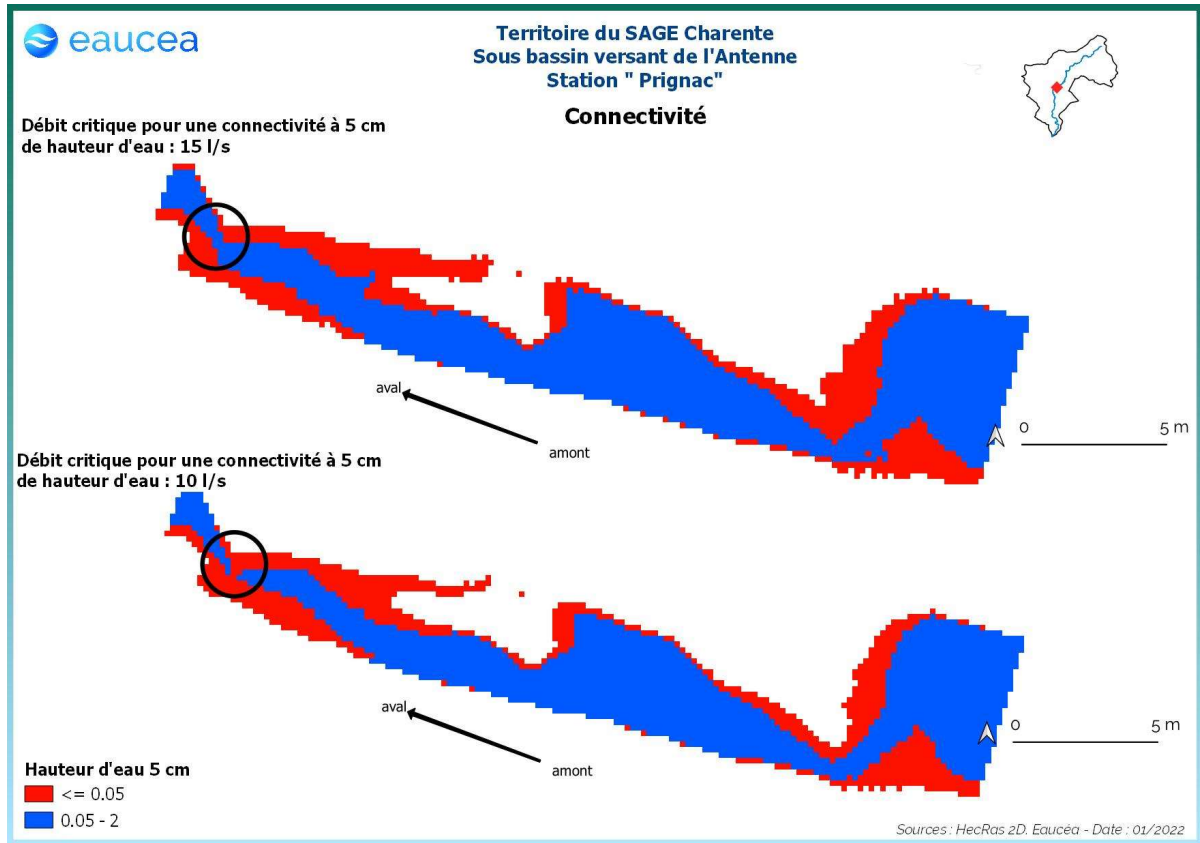 eaucea
Territoire du SAGE Charente
Sous bassin versant de l'Antenne
Station " Prignac"
Connectivité
Débit critique pour une connectivité à 5 cm
de hauteur d'eau : 15 l/s
aval
amont
0 5 m
Débit critique pour une connectivité à 5 cm
de hauteur d'eau : 10 l/s
aval
amont
0 5 m
Hauteur d'eau 5 cm
<= 0.05
0.05 - 2
Sources : HecRas 2D. Eaucéa - Date : 01/2022